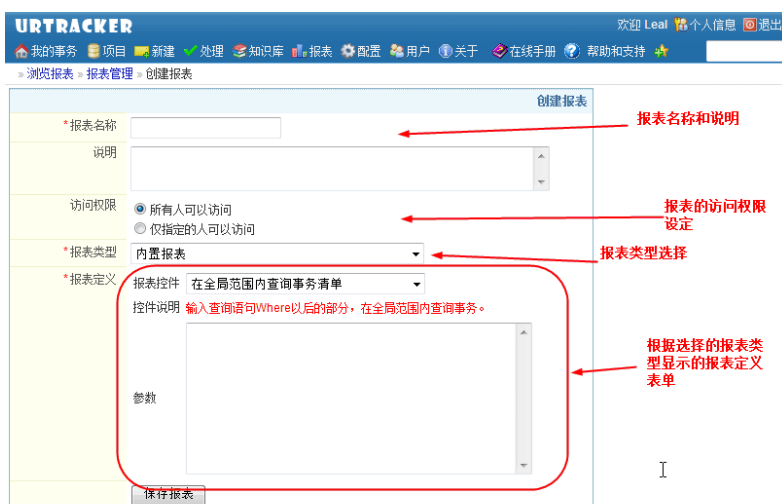 URTRACKER
欢迎 Leal 个人信息 退出
我的事务 项目 新建 处理 知识库 报表 配置 用户 关于 在线手册 帮助和支持
» 浏览报表 » 报表管理 » 创建报表
创建报表
*报表名称
报表名称和说明
说明
访问权限
所有人可以访问
仅指定的人可以访问
报表的访问权限
设定
*报表类型 内置报表
报表类型选择
*报表定义 报表控件 在全局范围内查询事务清单
控件说明 输入查询语句Where以后的部分，在全局范围内查询事务。
参数
根据选择的报表类
型显示的报表定义
表单
保存报表